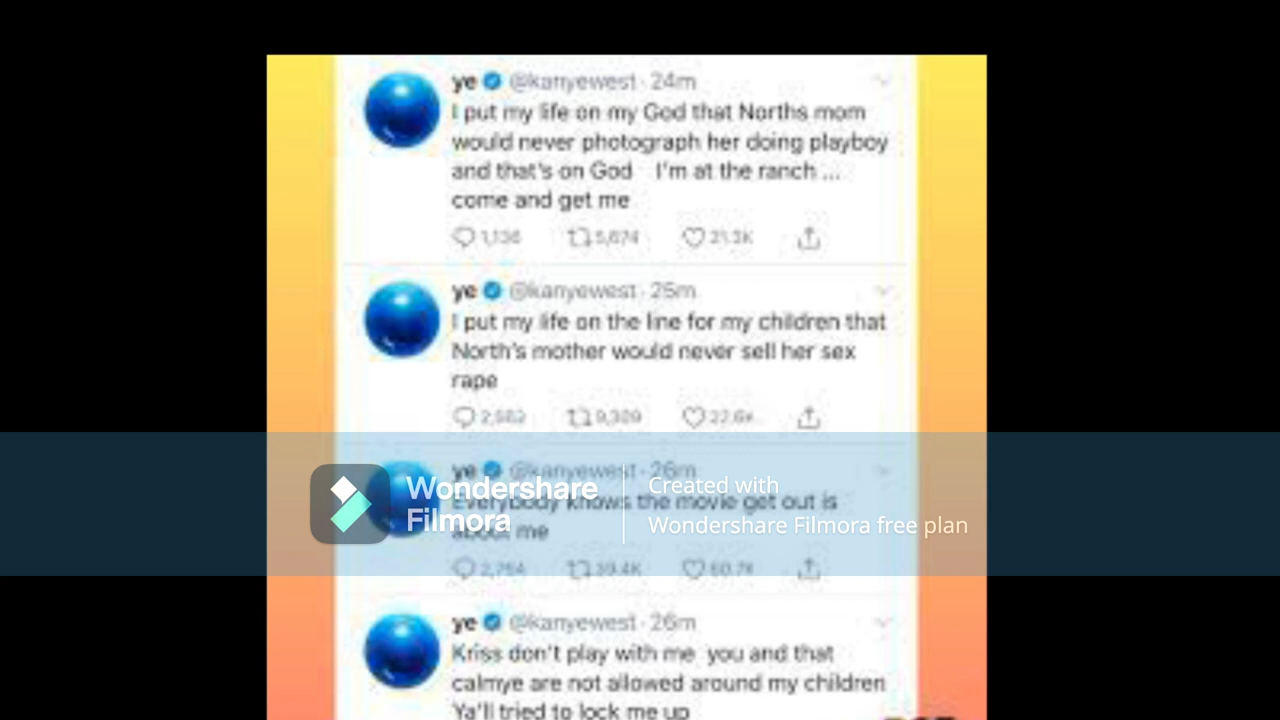 ye @kanyewest · 24m
I put my life on my God that Norths mom
would never photograph her doing playboy
and that's on God I'm at the ranch ...
come and get me
1,136 5,674 21.3K
ye @kanyewest · 25m
I put my life on the line for my children that
North's mother would never sell her sex
rape
9,309 22.6K
ye @kanyewest · 26m
Everybody knows the movie get out is
about me
2,764 39.4K 60.7K
Wondershare
Filmora
Created with
Wondershare Filmora free plan
ye @kanyewest · 26m
Kriss don't play with me you and that
calmye are not allowed around my children
Ya'll tried to lock me up